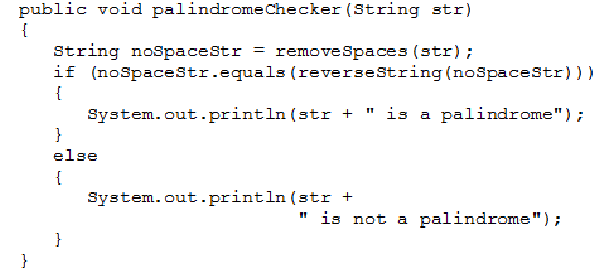 public void palindromeChecker(String str)
{
String noSpaceStr = removeSpaces(str);
if (noSpaceStr.equals(reverseString(noSpaceStr)))
{
System.out.println(str + " is a palindrome");
}
else
{
System.out.println(str +
" is not a palindrome");
}
}